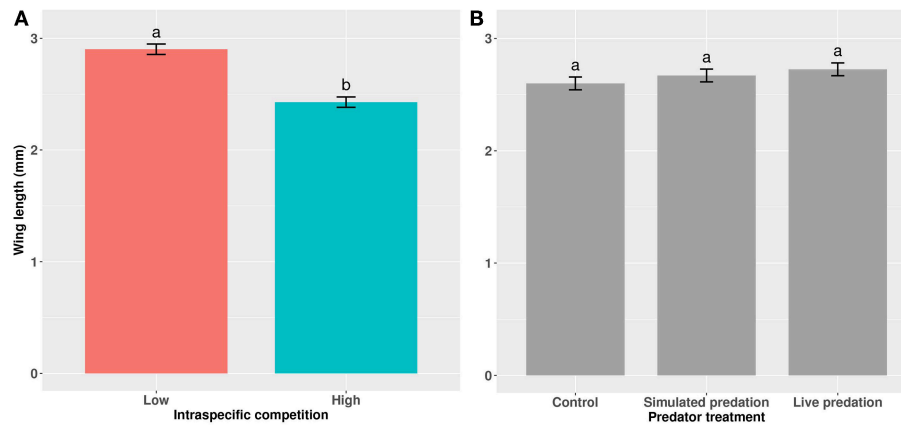 A
Wing length (mm)
3
2
1
0
a
b
Low
High
Intraspecific competition
B
3
2
1
0
a
a
a
Control
Simulated predation
Live predation
Predator treatment